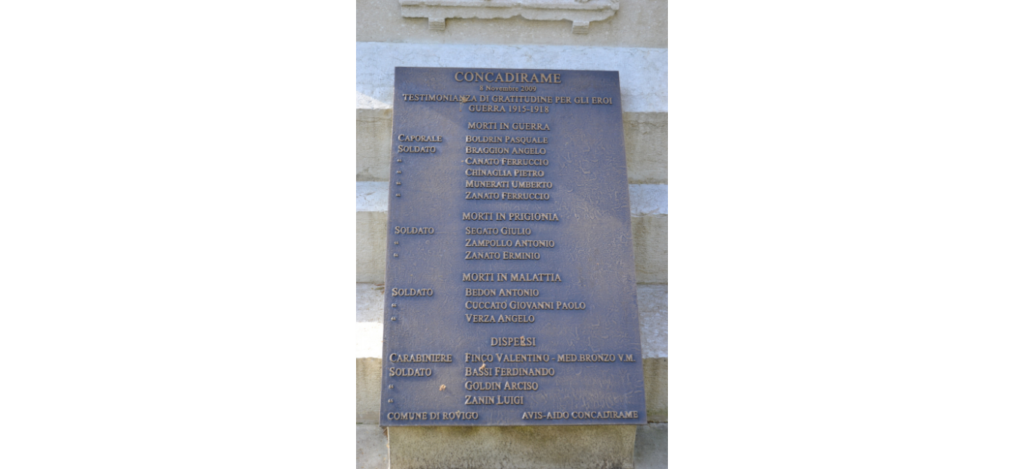 CONCADIRAME
8 Novembre 2009
TESTIMONIANZA DI GRATITUDINE PER GLI EROI
GUERRA 1915-1918
MORTI IN GUERRA
CAPORALE BOLDRIN PASQUALE
SOLDATO BRAGGION ANGELO
" CANATO FERRUCCIO
" CHINAGLIA PIETRO
" MUNERATI UMBERTO
" ZANATO FERRUCCIO
MORTI IN PRIGIONIA
SOLDATO SEGATO GIULIO
" ZAMPOLLO ANTONIO
" ZANATO ERMINIO
MORTI IN MALATTIA
SOLDATO BEDON ANTONIO
" CUCCATO GIOVANNI PAOLO
" VERZA ANGELO
DISPERSI
CARABINIERE FINCO VALENTINO - MED.BRONZO V.M.
SOLDATO BASSI FERDINANDO
" GOLDIN ARCISO
" ZANIN LUIGI
COMUNE DI ROVIGO AVIS-AIDO CONCADIRAME